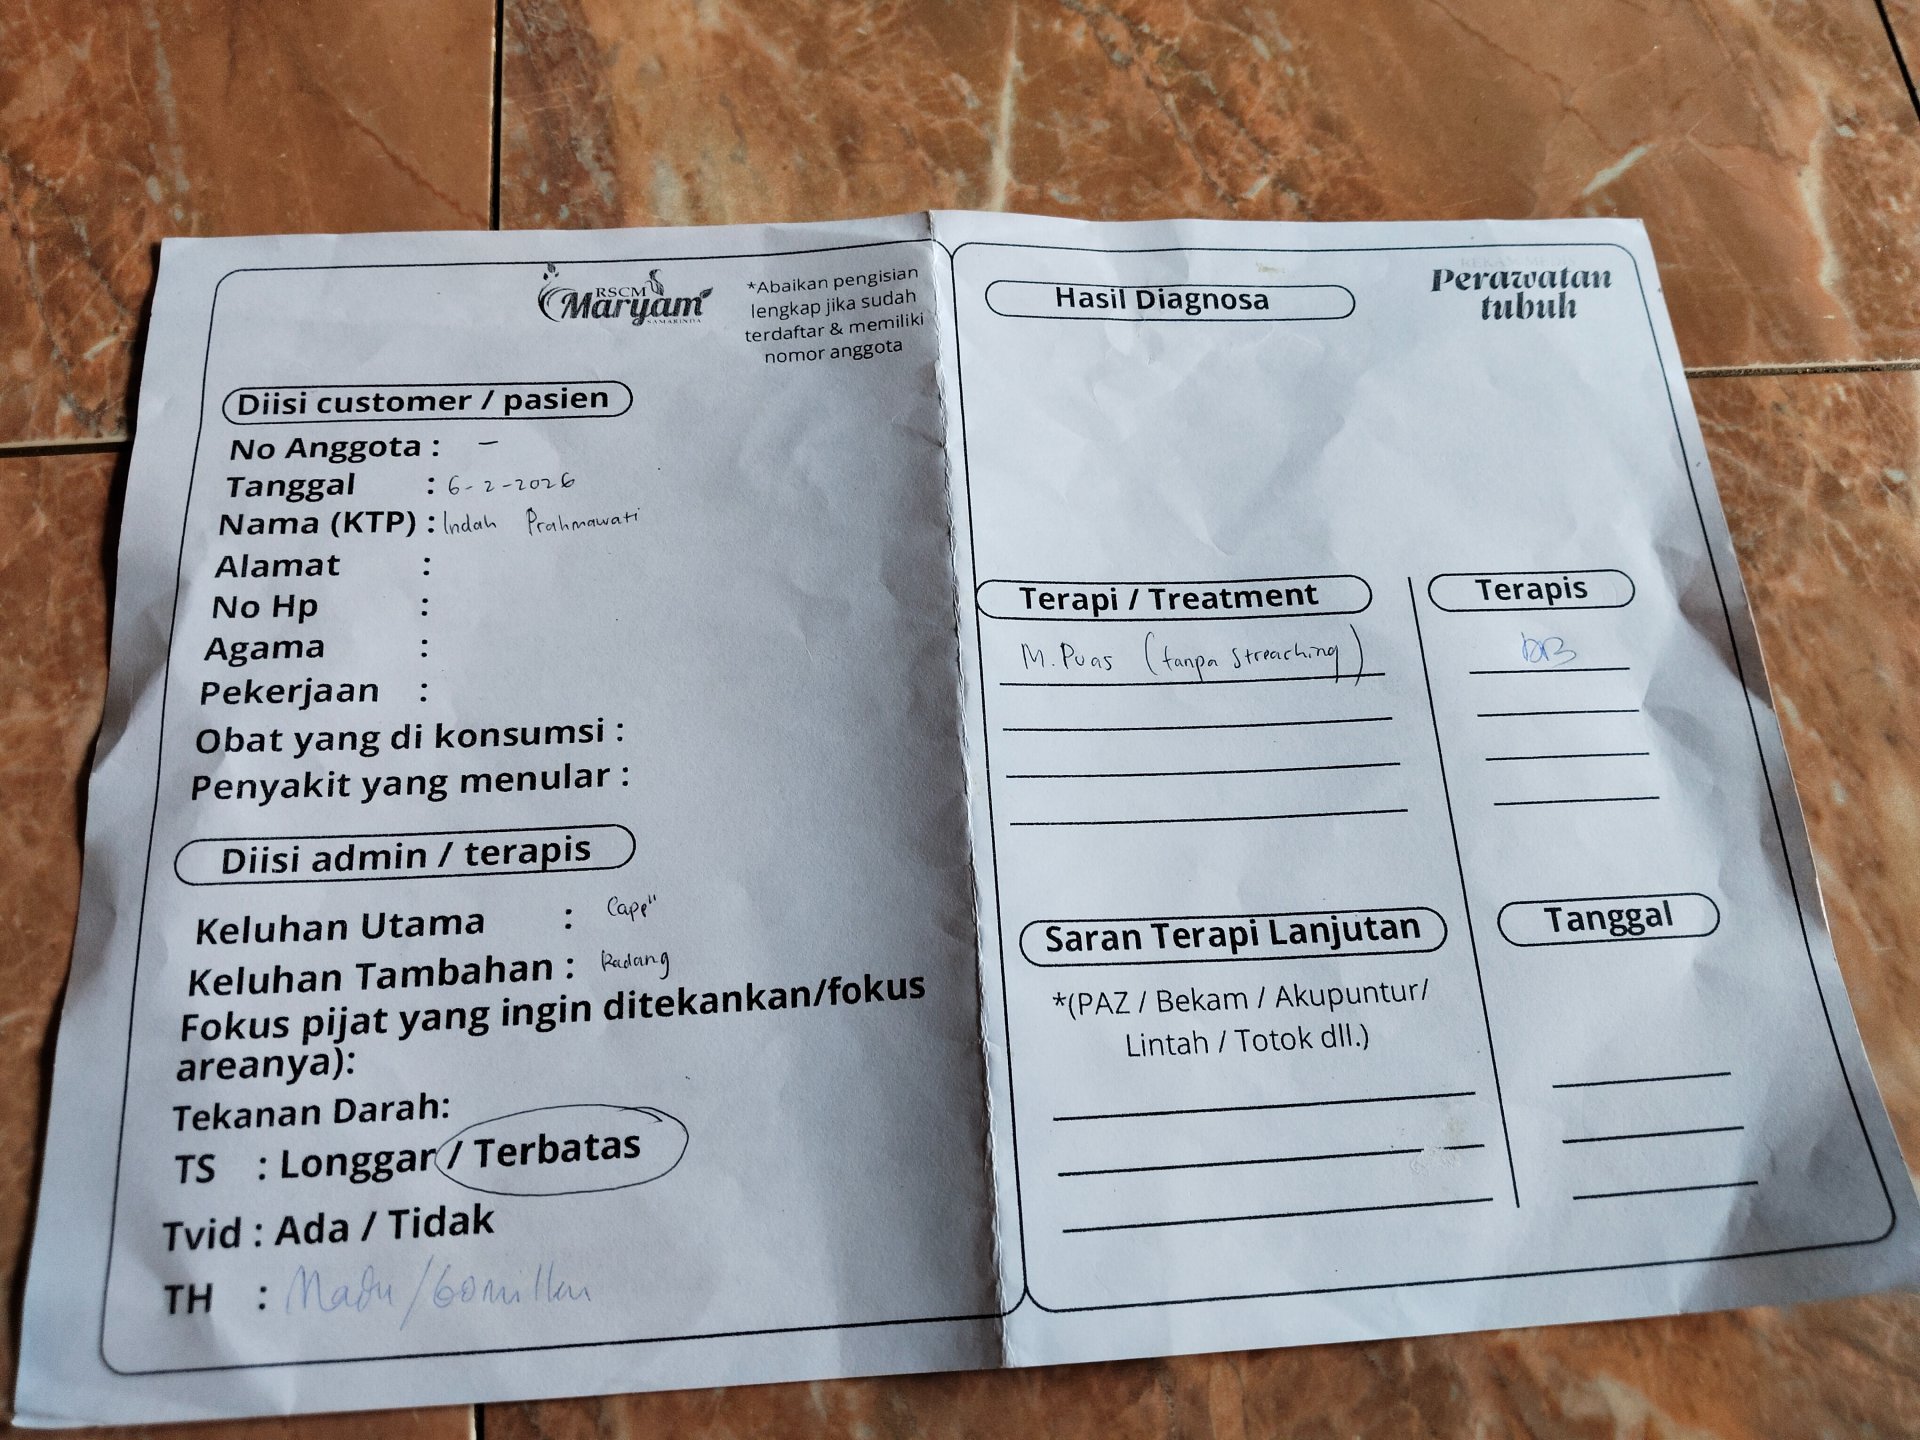 RSCM
Maryam
SAMARINDA
*Abaikan pengisian
lengkap jika sudah
terdaftar & memiliki
nomor anggota
Diisi customer / pasien
No Anggota : -
Tanggal : 6-2-2026
Nama (KTP) : Indah Prahmawati
Alamat :
No Hp :
Agama :
Pekerjaan :
Obat yang di konsumsi :
Penyakit yang menular :
Diisi admin / terapis
Keluhan Utama : Cape"
Keluhan Tambahan : Radang
Fokus pijat yang ingin ditekankan/fokus
areanya):
Tekanan Darah:
TS : Longgar / Terbatas
Tvid : Ada / Tidak
TH : Madu /
Hasil Diagnosa
Perawatan
tubuh
Terapi / Treatment
M. Puas (tanpa streaching)
Terapis
Saran Terapi Lanjutan
*(PAZ / Bekam / Akupuntur/
Lintah / Totok dll.)
Tanggal